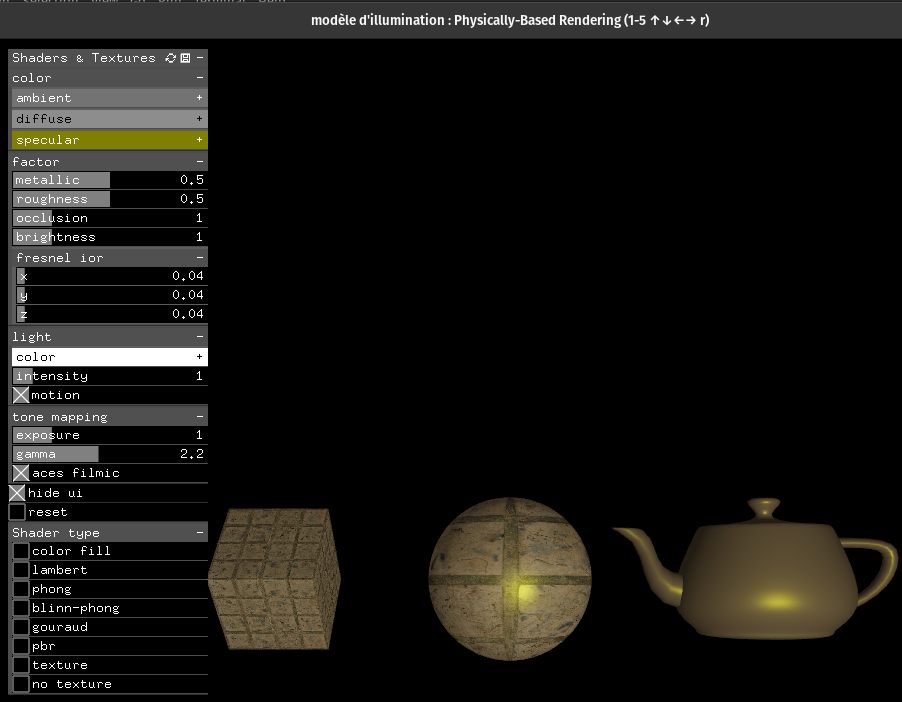 modèle d'illumination : Physically-Based Rendering (1-5 ↑↓←→ r)
Shaders & Textures -
color -
ambient +
diffuse +
specular +
factor -
metallic 0.5
roughness 0.5
occlusion 1
brightness 1
fresnel ior -
x 0.04
y 0.04
z 0.04
light -
color +
intensity 1
motion
tone mapping -
exposure 1
gamma 2.2
aces filmic
hide ui
reset
Shader type -
color fill
lambert
phong
blinn-phong
gouraud
pbr
texture
no texture